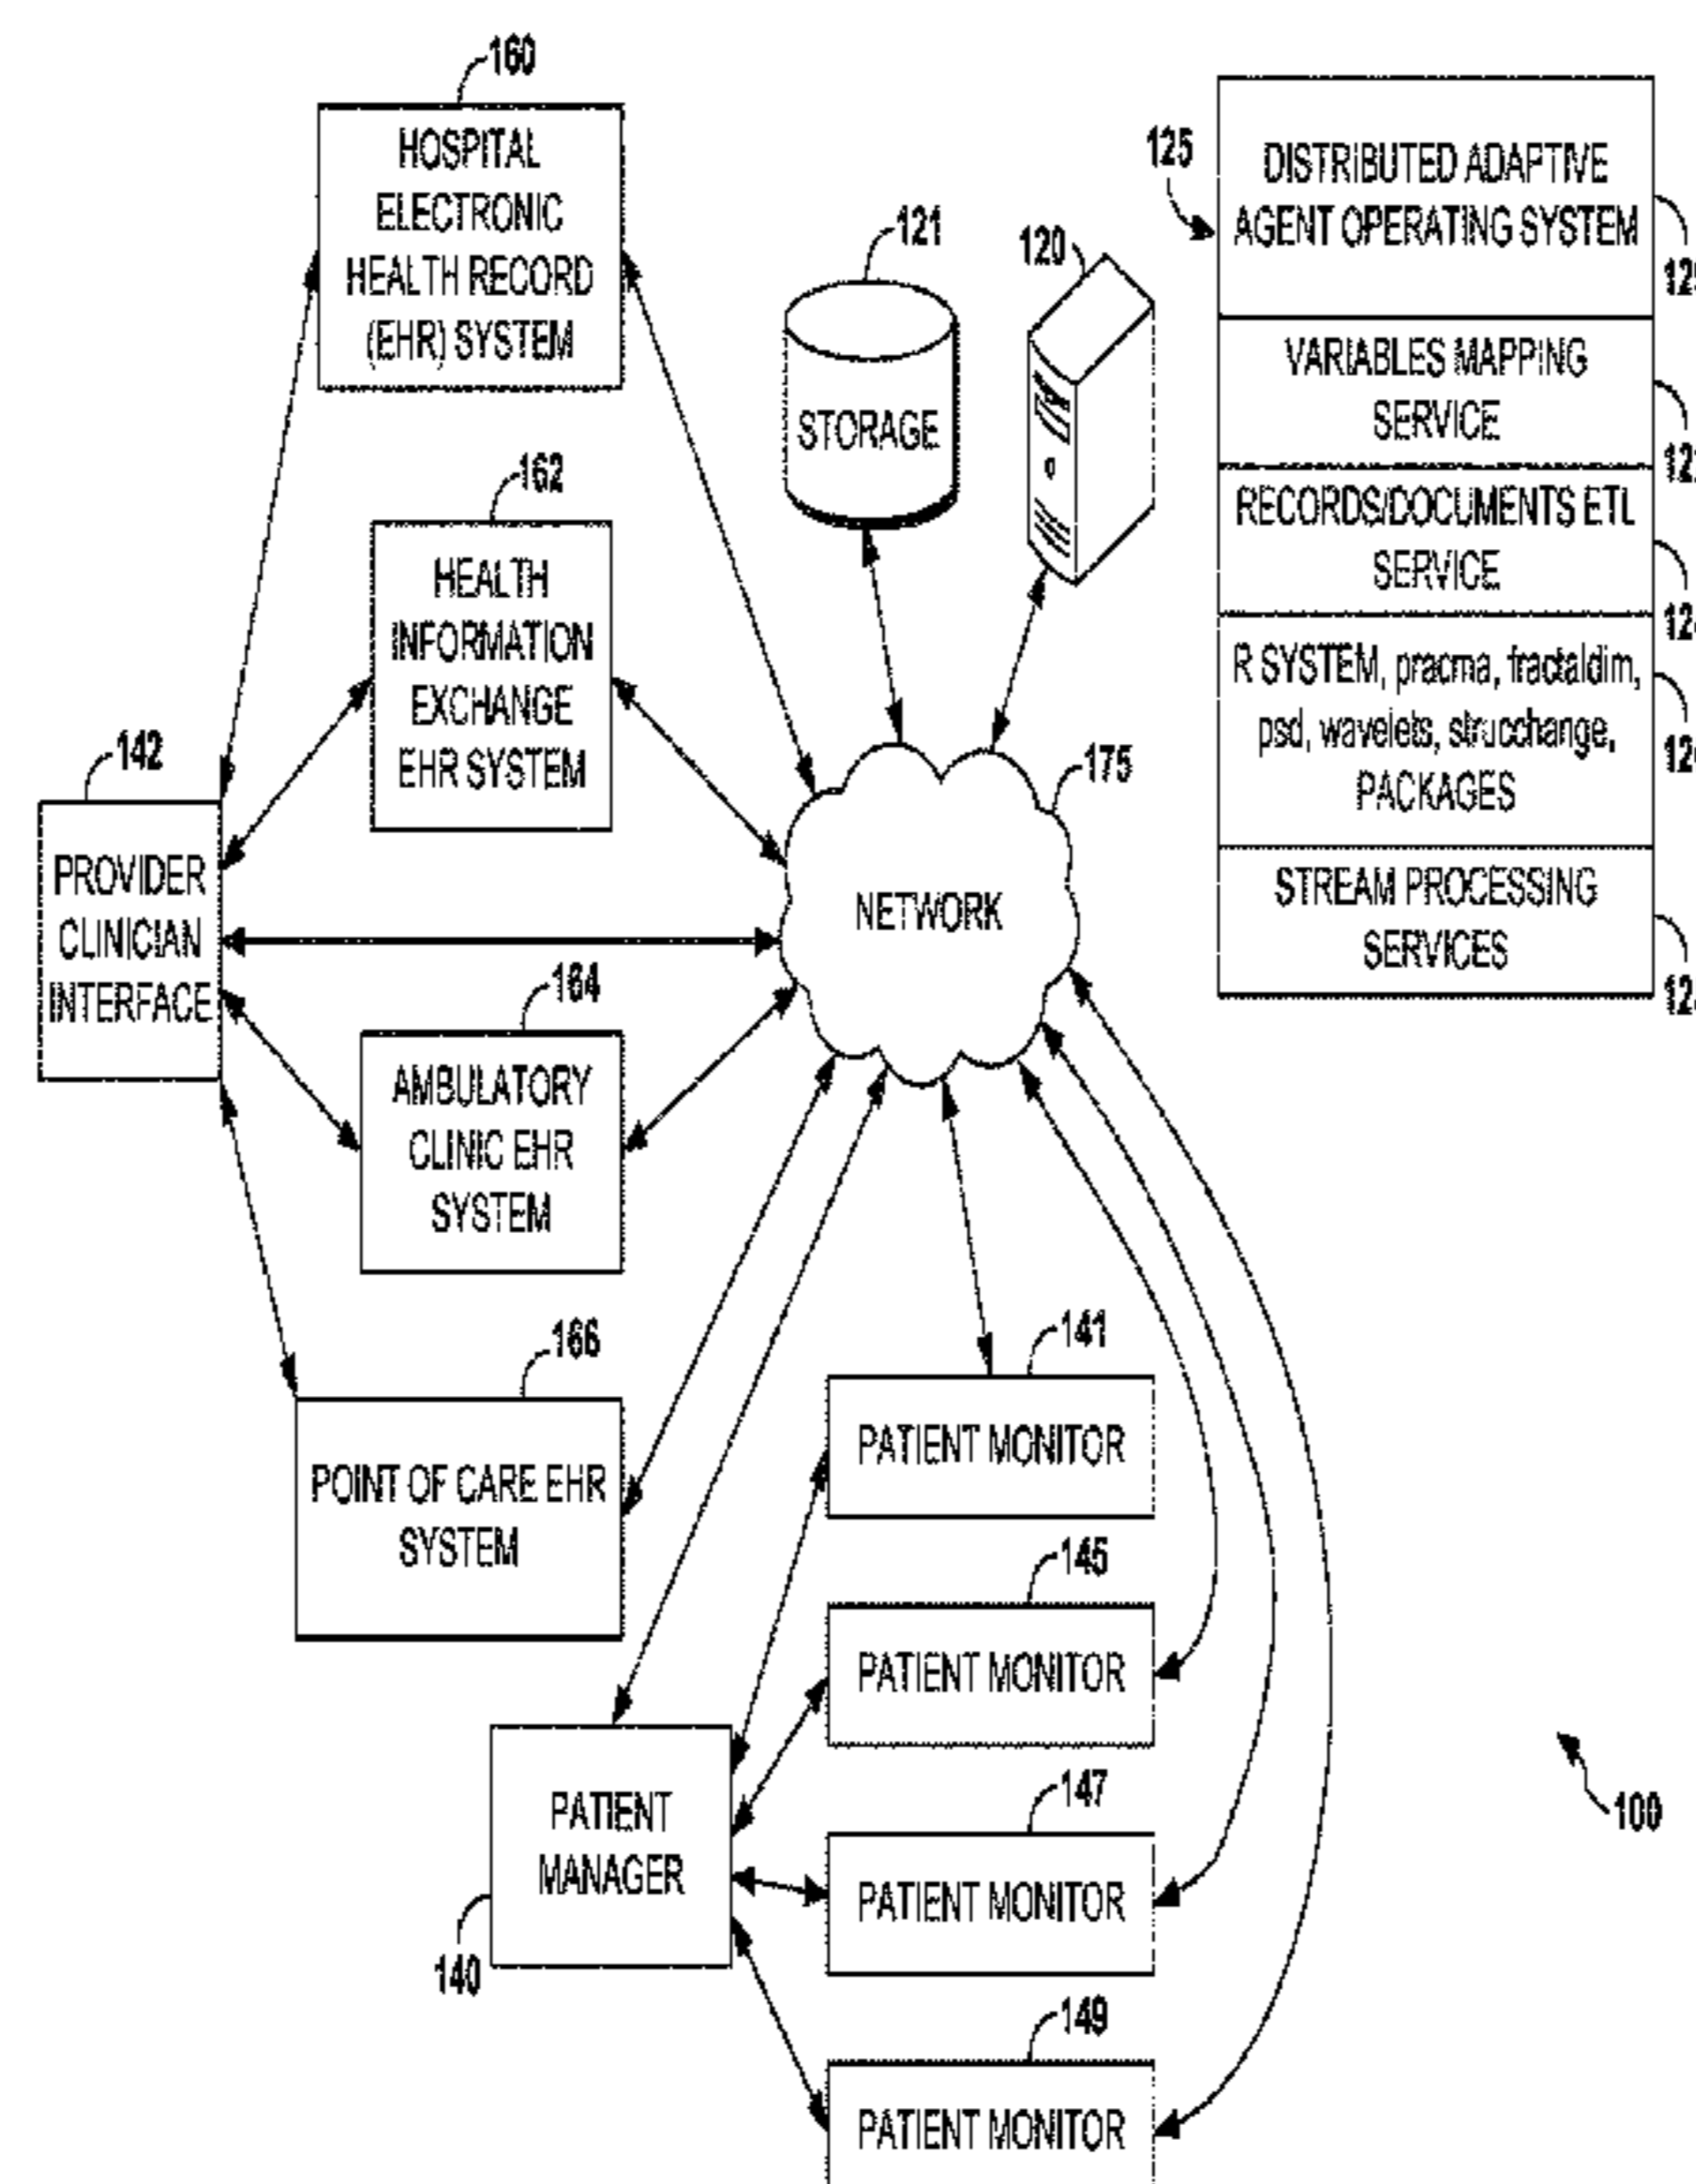 160
HOSPITAL
ELECTRONIC
HEALTH RECORD
(EHR) SYSTEM
162
HEALTH
INFORMATION
EXCHANGE
EHR SYSTEM
142
PROVIDER
CLINICIAN
INTERFACE
164
AMBULATORY
CLINIC EHR
SYSTEM
166
POINT OF CARE EHR
SYSTEM
121
STORAGE
120
175
NETWORK
125
DISTRIBUTED ADAPTIVE
AGENT OPERATING SYSTEM
VARIABLES MAPPING
SERVICE
RECORDS/DOCUMENTS ETL
SERVICE
R SYSTEM, pracma, fractaldim,
psd, wavelets, strucchange,
PACKAGES
STREAM PROCESSING
SERVICES
141
PATIENT MONITOR
145
PATIENT MONITOR
147
PATIENT MONITOR
149
PATIENT MONITOR
PATIENT
MANAGER
140
100